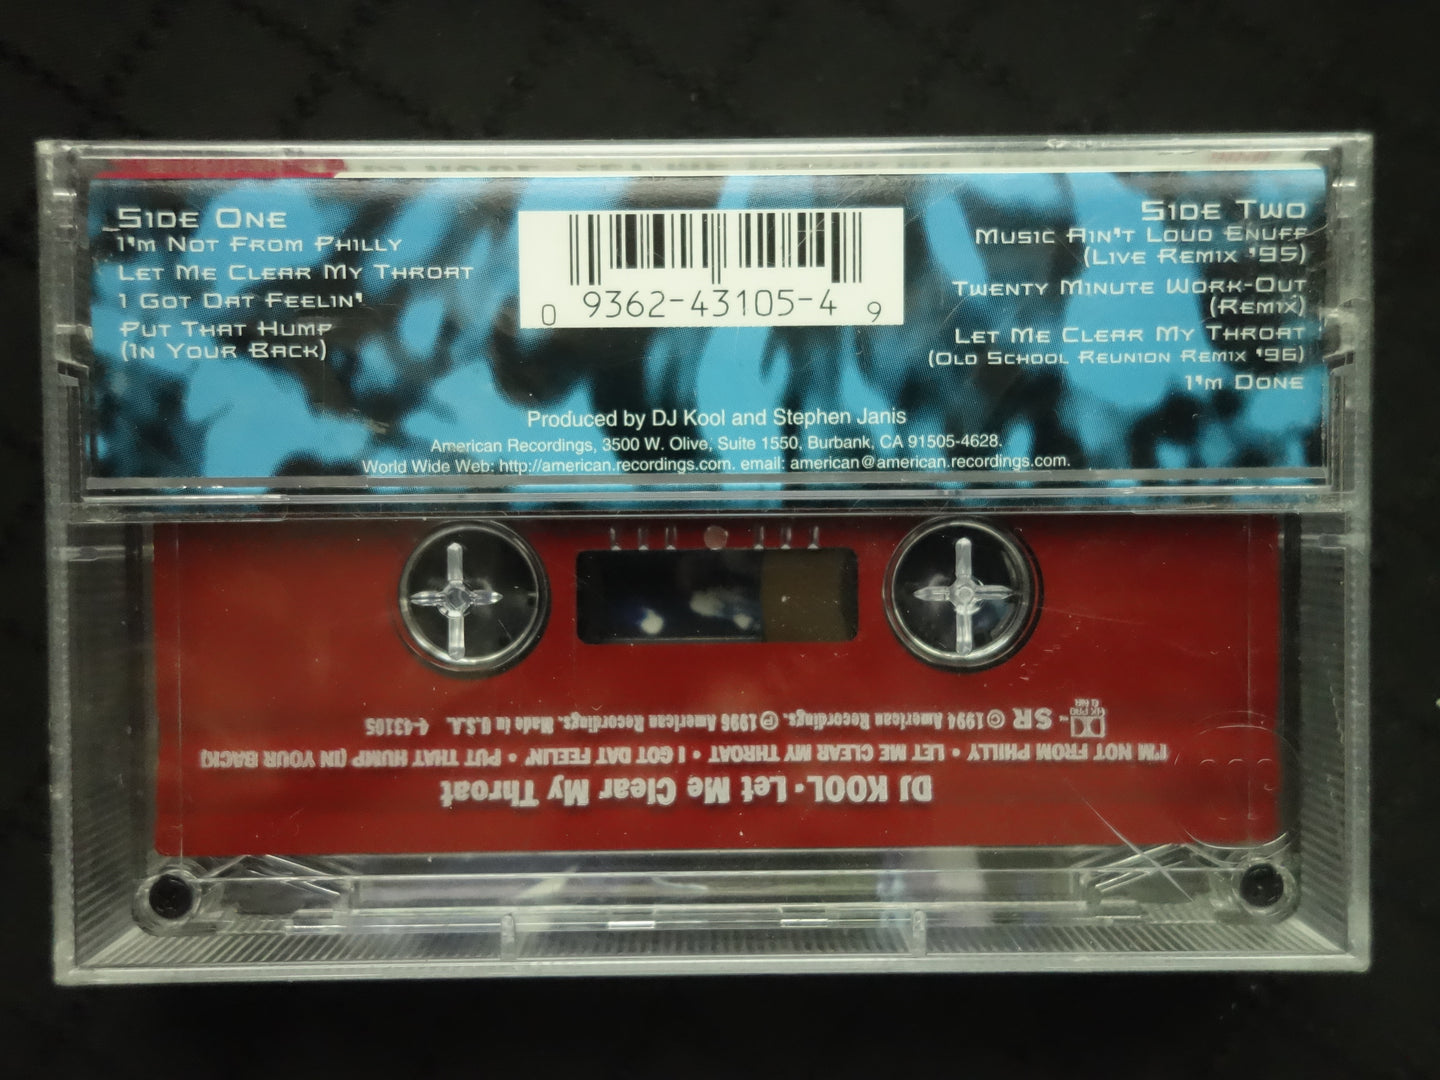 Side One
I'm Not From Philly
Let Me Clear My Throat
I Got Dat Feelin'
Put That Hump
(In Your Back)
0 9362-43105-4 9
Side Two
Music Ain't Loud Enuff
(Live Remix '95)
Twenty Minute Work-Out
(Remix)
Let Me Clear My Throat
(Old School Reunion Remix '96)
I'm Done
Produced by DJ Kool and Stephen Janis
American Recordings, 3500 W. Olive, Suite 1550, Burbank, CA 91505-4628.
World Wide Web: http://american.recordings.com. email: american@american.recordings.com.
DJ KOOL • Let Me Clear My Throat
I'M NOT FROM PHILLY • LET ME CLEAR MY THROAT • I GOT DAT FEELIN' • PUT THAT HUMP (IN YOUR BACK)
HX PRO
SR ™ ©1994 American Recordings. ℗1996 American Recordings. Made in U.S.A. 4-43105